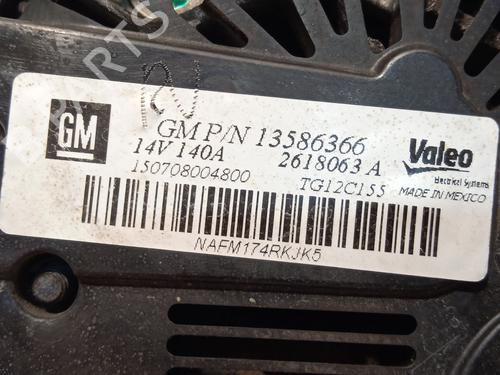 GM
GM P/N 13586366
14V 140A 2618063 A
150708004800 TG12C155
Valeo
Electrical Systems
MADE IN MEXICO
NAFM174RKJK5